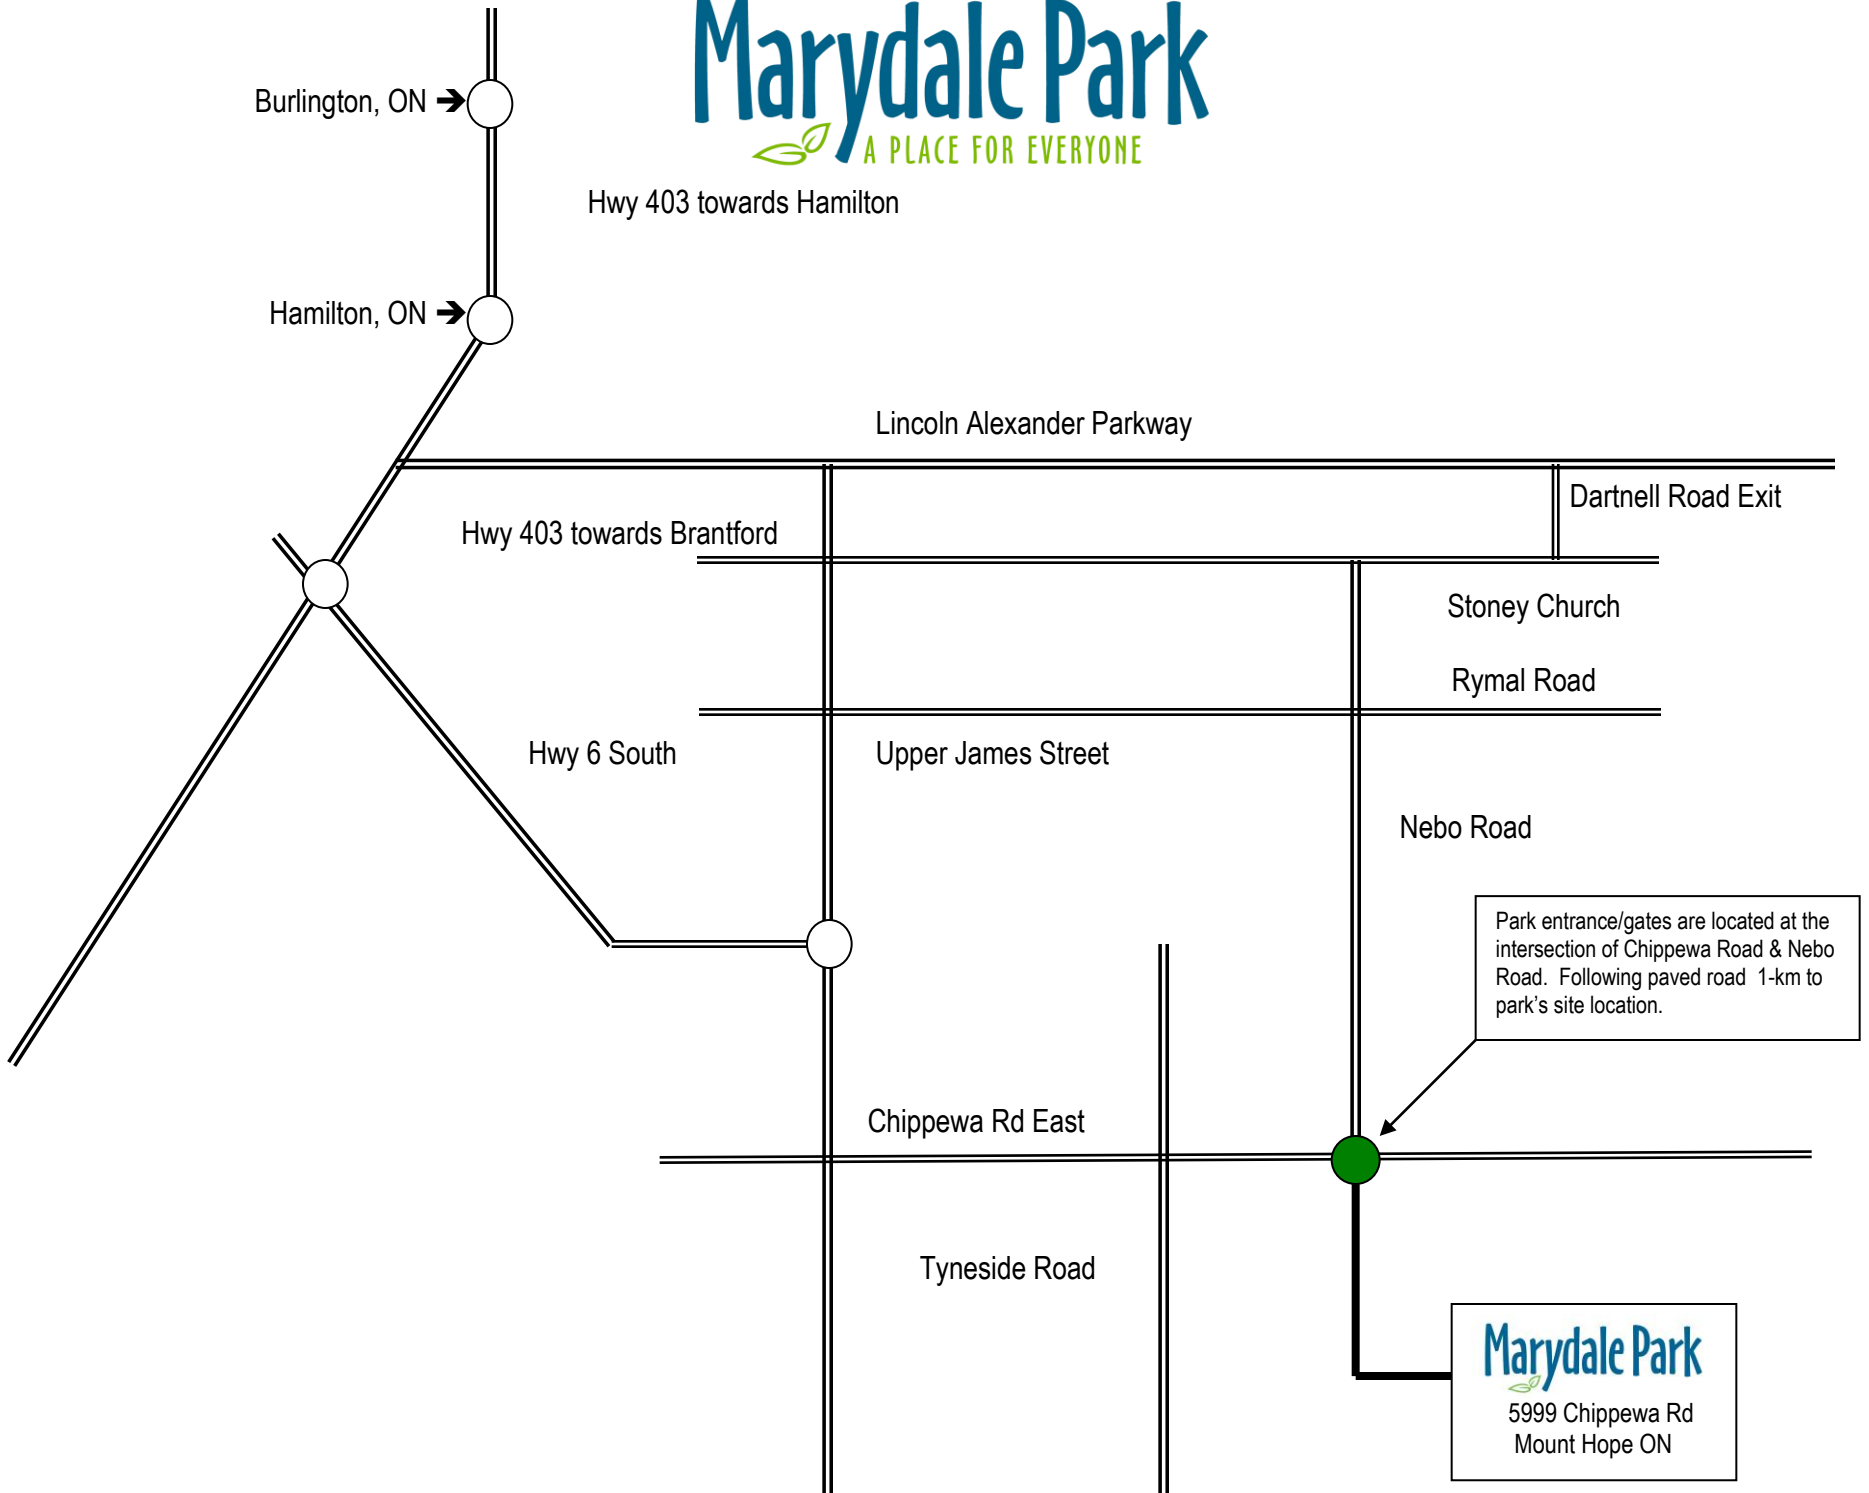 Marydale Park
A PLACE FOR EVERYONE
Burlington, ON ➔
Hwy 403 towards Hamilton
Hamilton, ON ➔
Lincoln Alexander Parkway
Dartnell Road Exit
Hwy 403 towards Brantford
Stoney Church
Rymal Road
Hwy 6 South
Upper James Street
Nebo Road
Park entrance/gates are located at the
intersection of Chippewa Road & Nebo
Road.  Following paved road  1-km to
park’s site location.
Chippewa Rd East
Tyneside Road
Marydale Park
5999 Chippewa Rd
Mount Hope ON